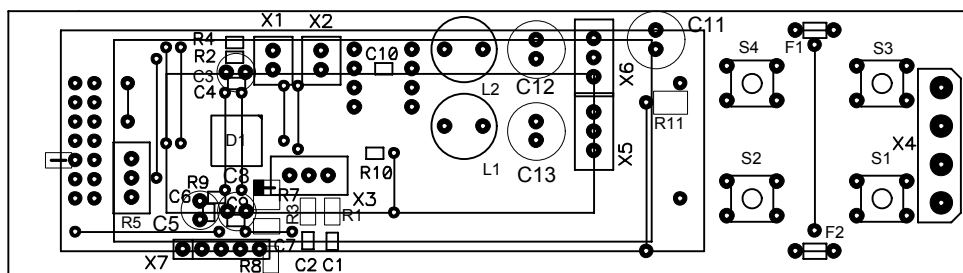 R4
X1
X2
C11
F1
S4
S3
R2
C10
X6
C3
C4
L2
C12
R11
D1
X4
X5
L1
C13
S2
S1
R10
C8
R9
R7
X3
C6
C9
R5
R3
R1
C5
F2
X7
C7
R8
C2
C1